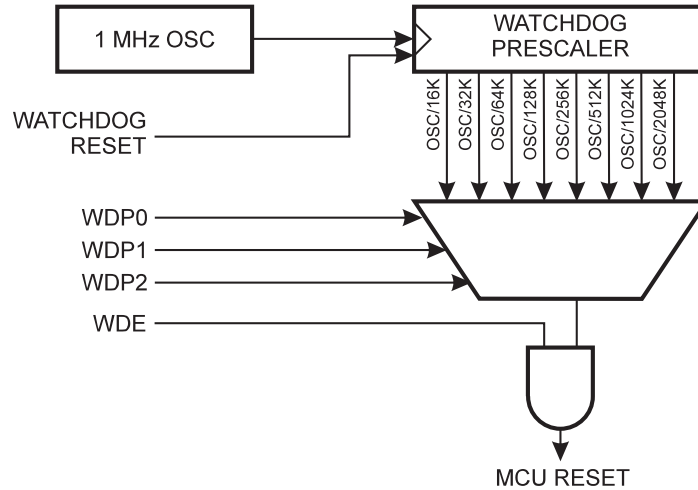 1 MHz OSC
WATCHDOG
PRESCALER
WATCHDOG
RESET
OSC/16K
OSC/32K
OSC/64K
OSC/128K
OSC/256K
OSC/512K
OSC/1024K
OSC/2048K
WDP0
WDP1
WDP2
WDE
MCU RESET